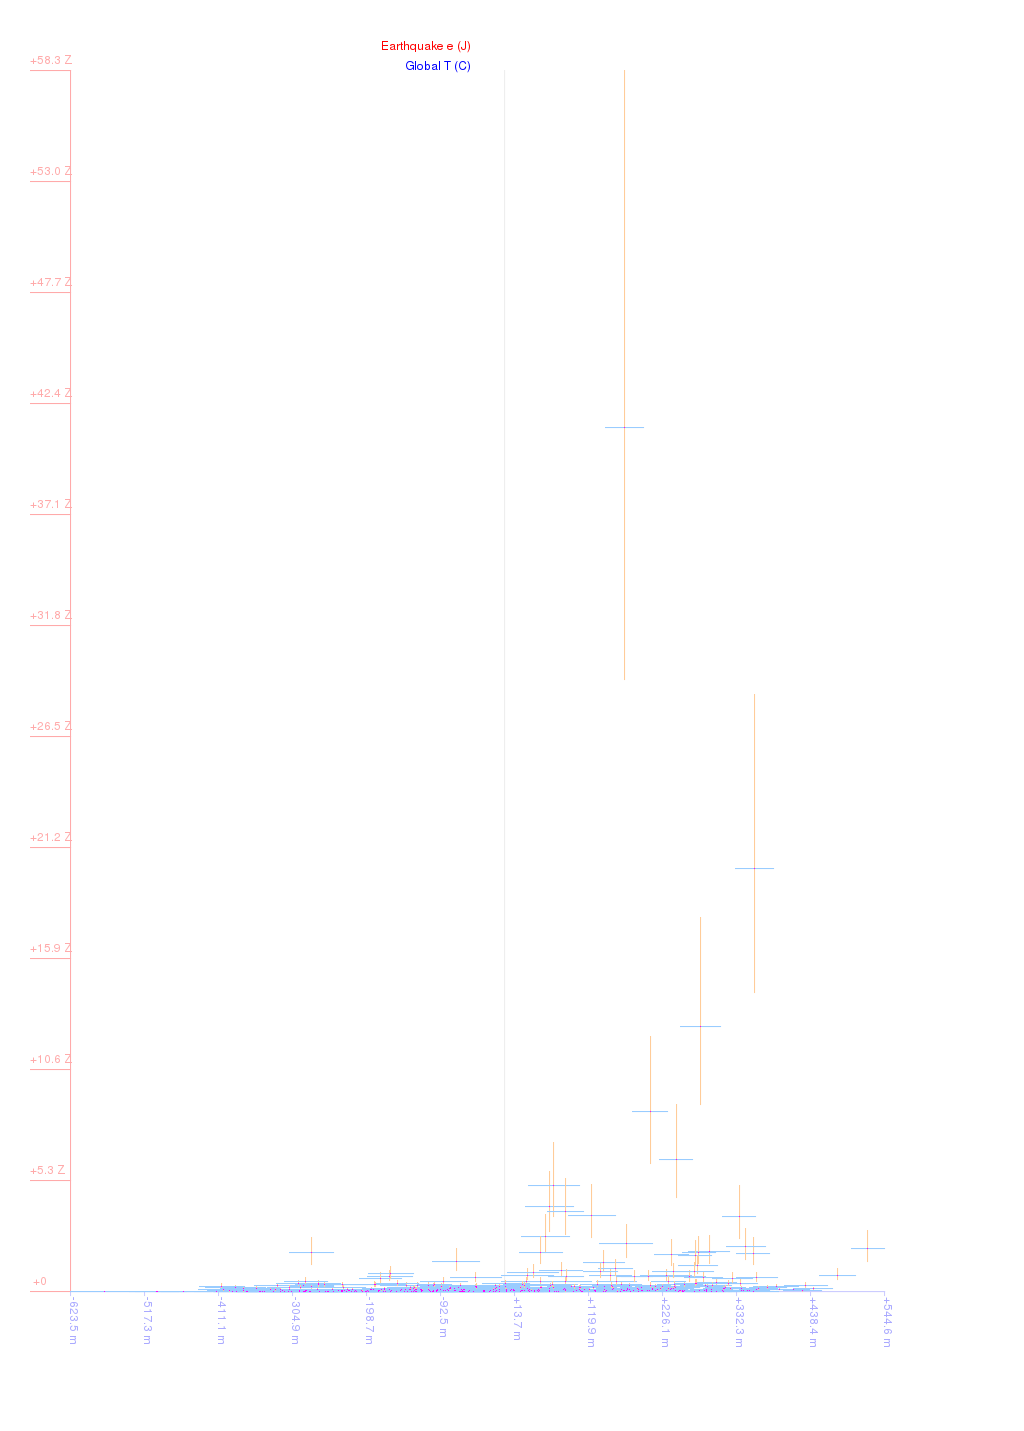 Earthquake e (J)
Global T (C)
+58.3 Z
+53.0 Z
+47.7 Z
+42.4 Z
+37.1 Z
+31.8 Z
+26.5 Z
+21.2 Z
+15.9 Z
+10.6 Z
+5.3 Z
+0
-623.5 m
-517.3 m
-411.1 m
-304.9 m
-198.7 m
-92.5 m
+13.7 m
+119.9 m
+226.1 m
+332.3 m
+438.4 m
+544.6 m